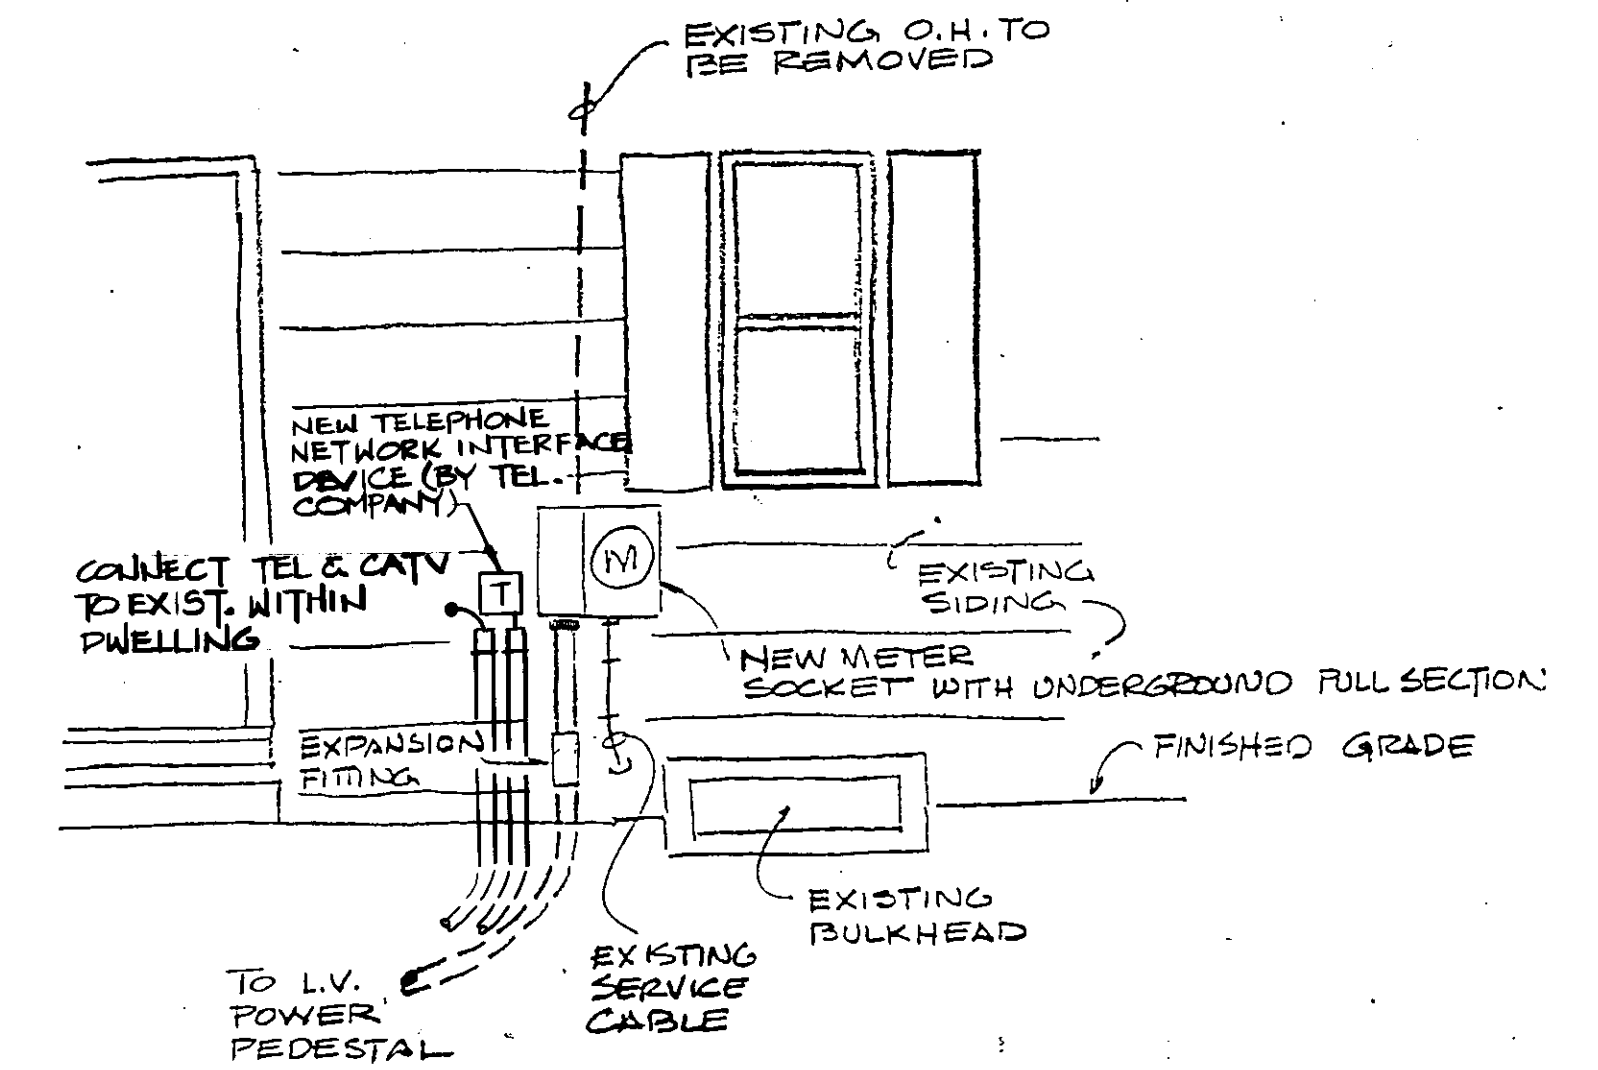 EXISTING O.H. TO
BE REMOVED
NEW TELEPHONE
NETWORK INTERFACE
DEVICE (BY TEL.
COMPANY)
CONNECT TEL & CATV
TO EXIST. WITHIN
DWELLING
T
M
EXISTING
SIDING
NEW METER
SOCKET WITH UNDERGROUND PULL SECTION
EXPANSION
FITTING
FINISHED GRADE
EXISTING
BULKHEAD
EXISTING
SERVICE
CABLE
TO L.V.
POWER
PEDESTAL